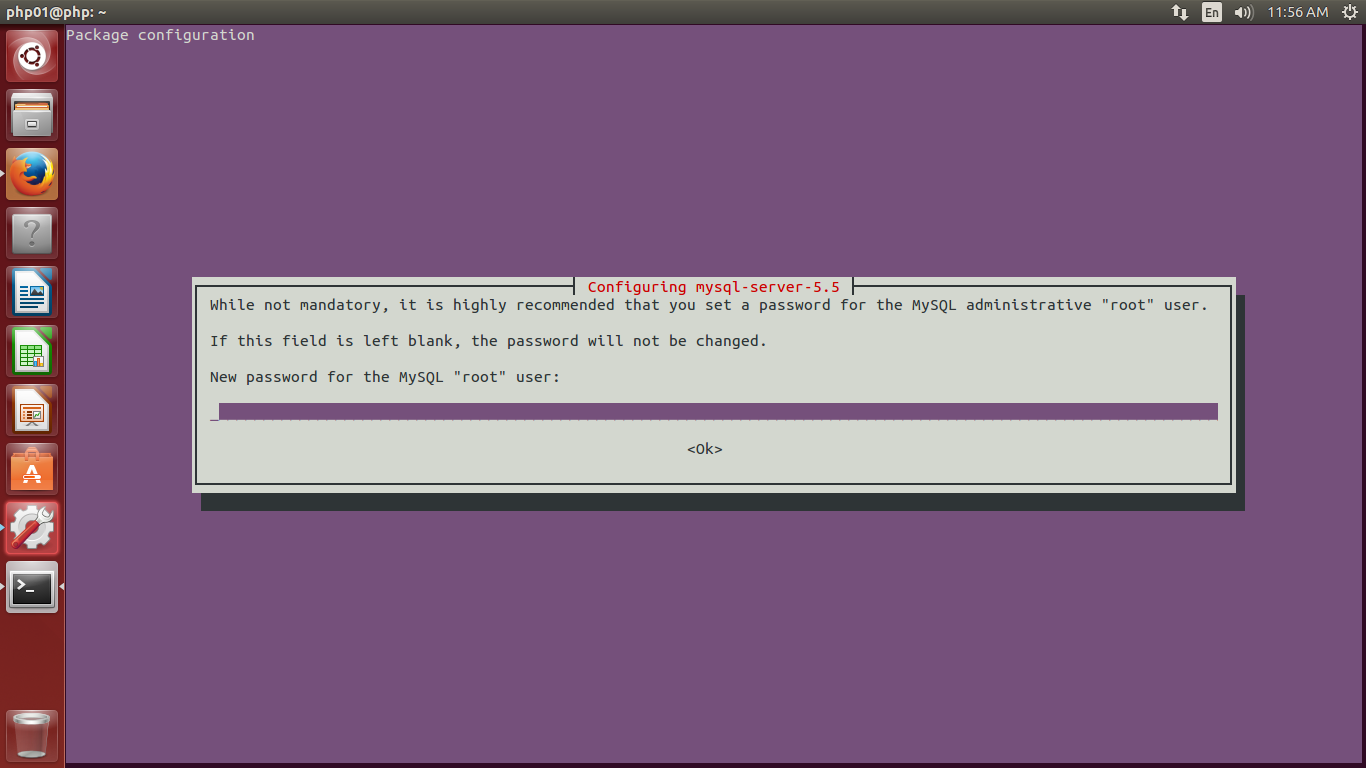 php01@php: ~
En
11:56 AM
Package configuration
Configuring mysql-server-5.5
While not mandatory, it is highly recommended that you set a password for the MySQL administrative "root" user.
If this field is left blank, the password will not be changed.
New password for the MySQL "root" user:
<Ok>